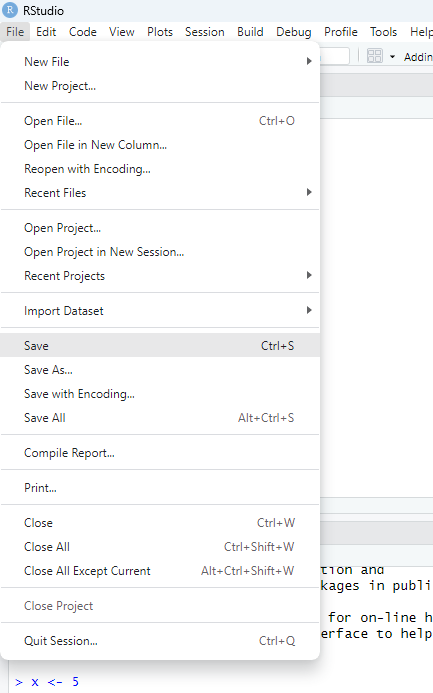 R RStudio
File Edit Code View Plots Session Build Debug Profile Tools Help
Addin
New File
New Project...
Open File... Ctrl+O
Open File in New Column...
Reopen with Encoding...
Recent Files
Open Project...
Open Project in New Session...
Recent Projects
Import Dataset
Save Ctrl+S
Save As...
Save with Encoding...
Save All Alt+Ctrl+S
Compile Report...
Print...
Close Ctrl+W
Close All Ctrl+Shift+W
Close All Except Current Alt+Ctrl+Shift+W
Close Project
Quit Session... Ctrl+Q
tion and
kages in publi
for on-line h
erface to help
> x <- 5